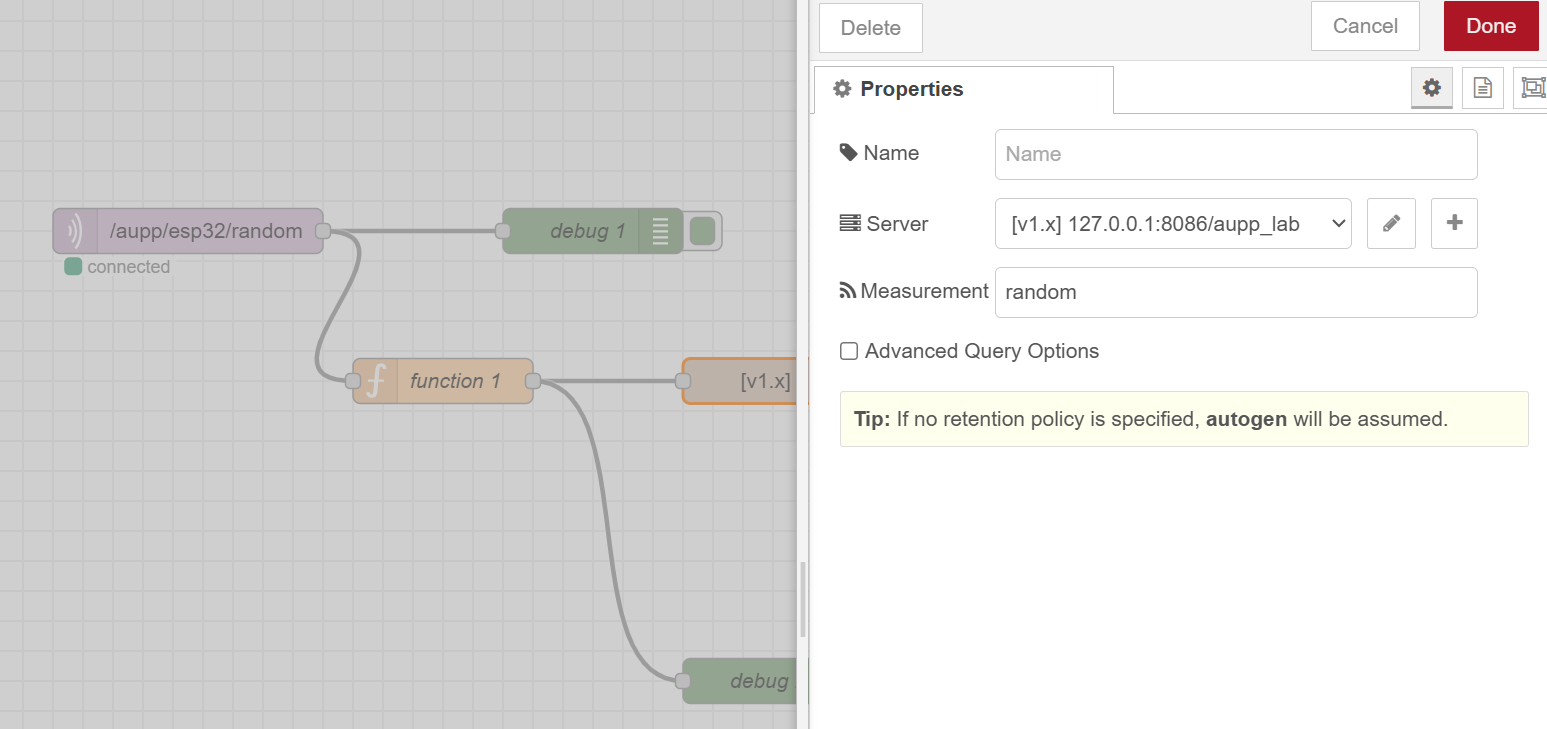 Delete
Cancel
Done
Properties
Name
Name
Server
[v1.x] 127.0.0.1:8086/aupp_lab
Measurement
random
Advanced Query Options
Tip: If no retention policy is specified, autogen will be assumed.
/aupp/esp32/random
connected
debug 1
function 1
[v1.x]
debug